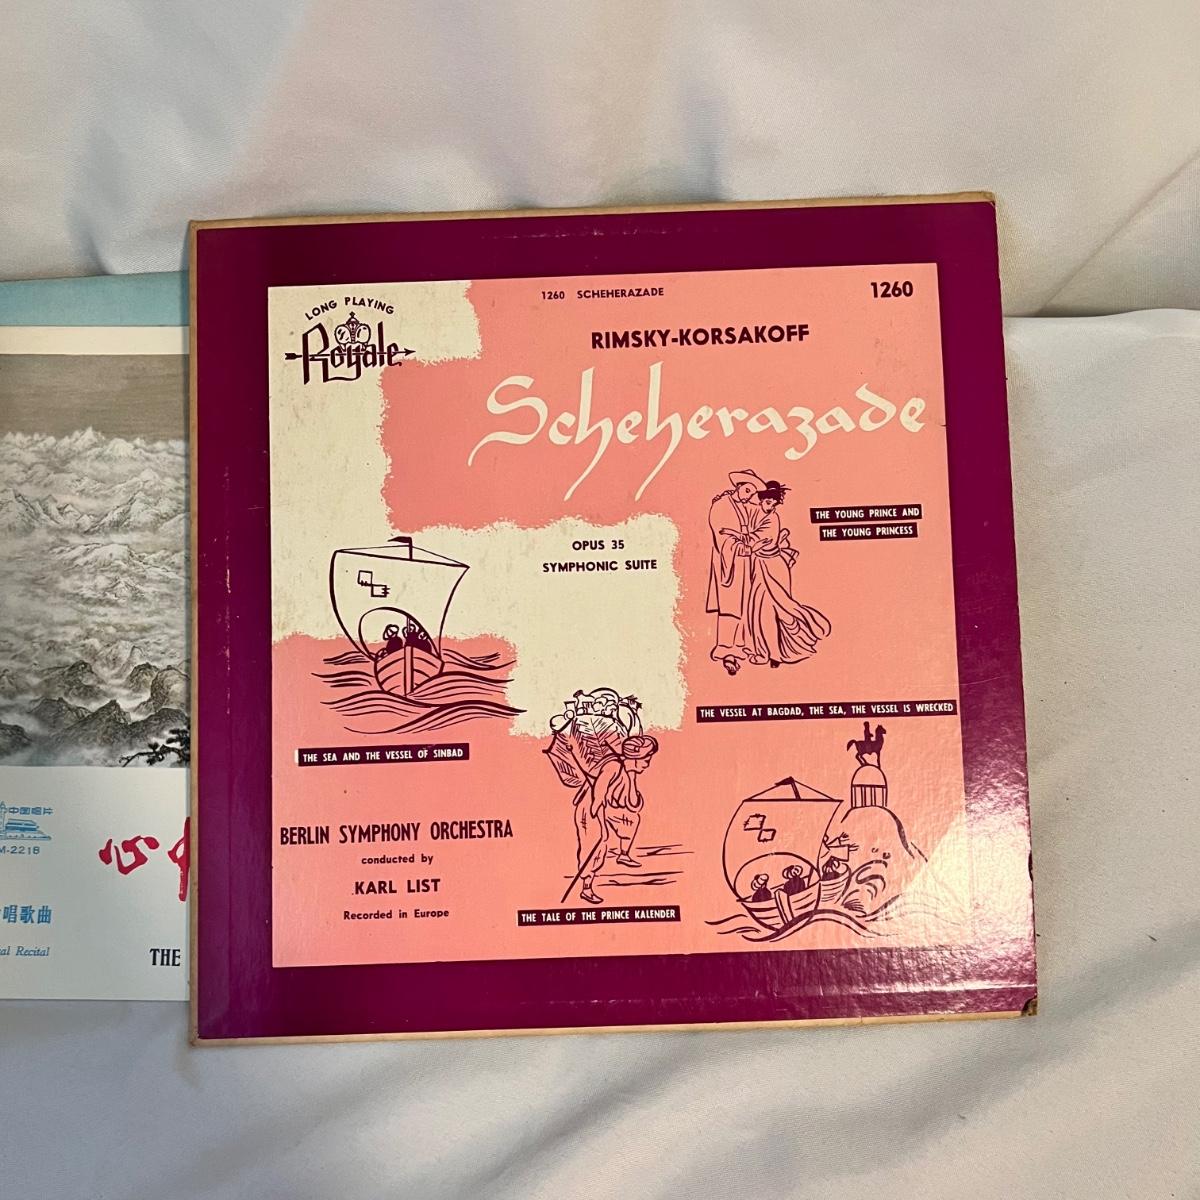 LONG PLAYING
Royale
1260 SCHEHERAZADE
1260
RIMSKY-KORSAKOFF
Scheherazade
THE YOUNG PRINCE AND
THE YOUNG PRINCESS
OPUS 35
SYMPHONIC SUITE
THE VESSEL AT BAGDAD, THE SEA, THE VESSEL IS WRECKED
THE SEA AND THE VESSEL OF SINBAD
BERLIN SYMPHONY ORCHESTRA
conducted by
KARL LIST
Recorded in Europe
THE TALE OF THE PRINCE KALENDER
中国唱片
M-2218
唱歌曲
Recital
THE